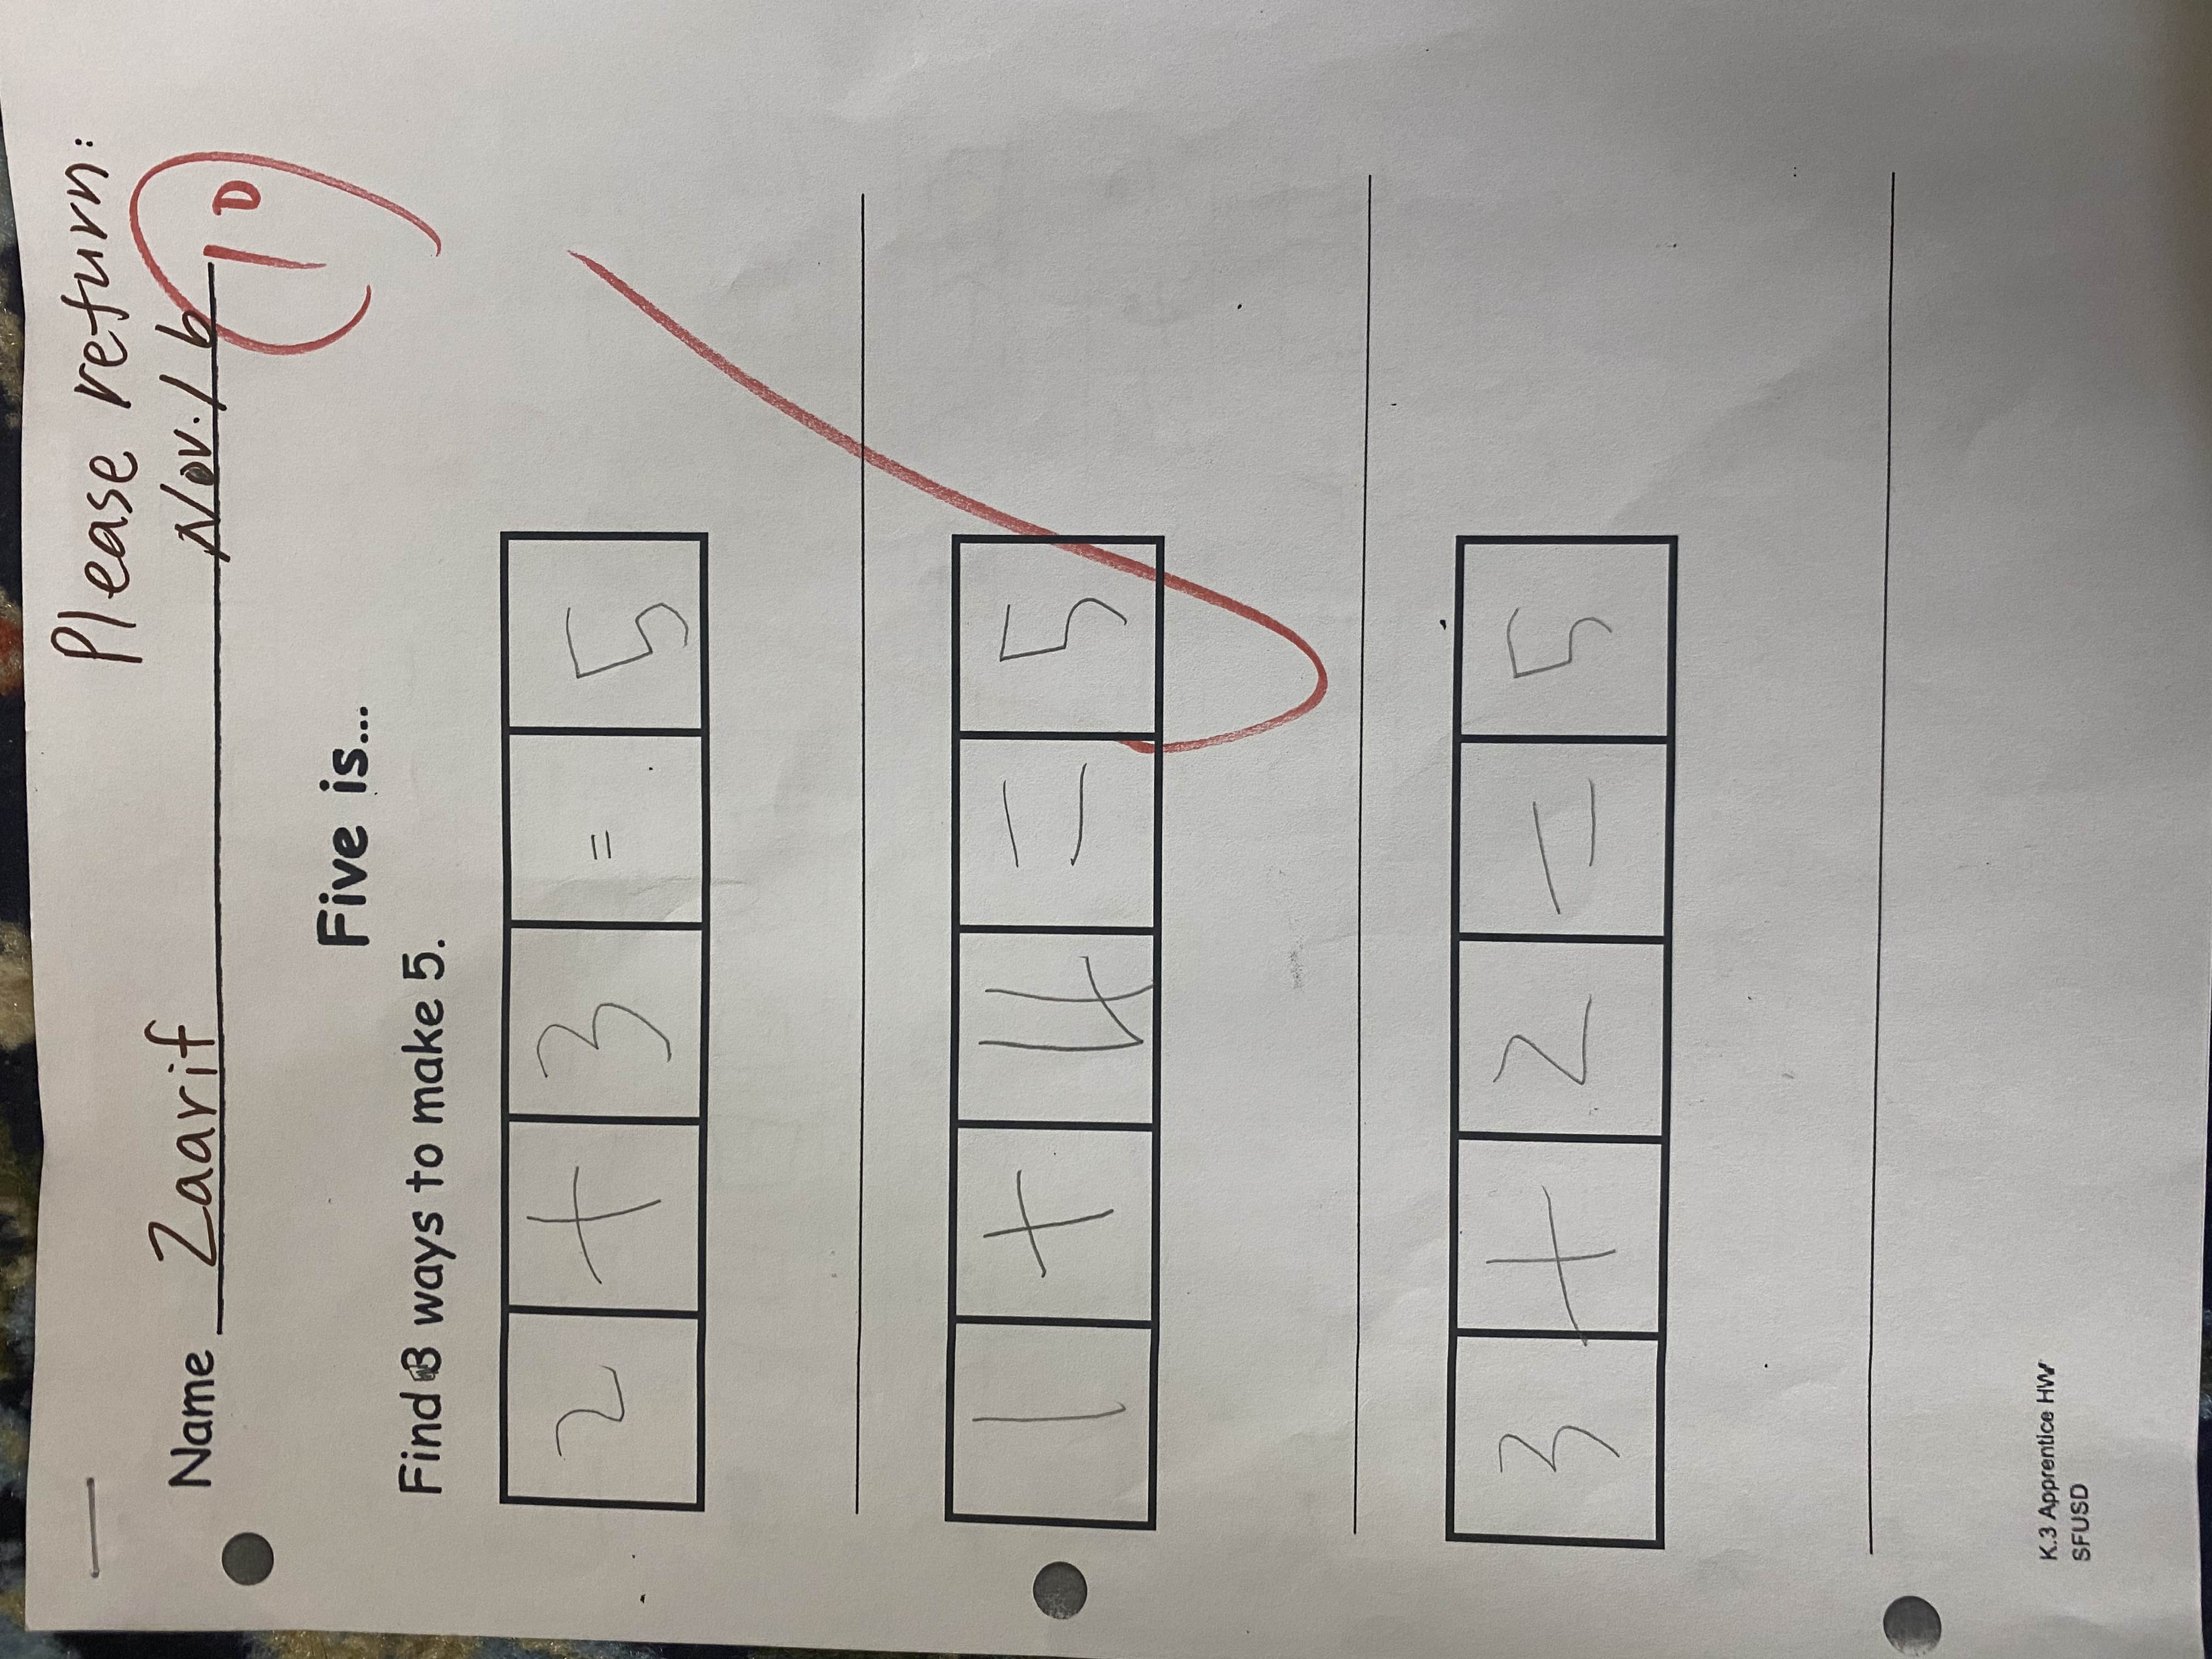 Please return:
Name Zaarif Nov. 16
10
Five is...
Find 3 ways to make 5.
2 + 3 = 5
1 + 4 = 5
3 + 2 = 5
K.3 Apprentice HW
SFUSD